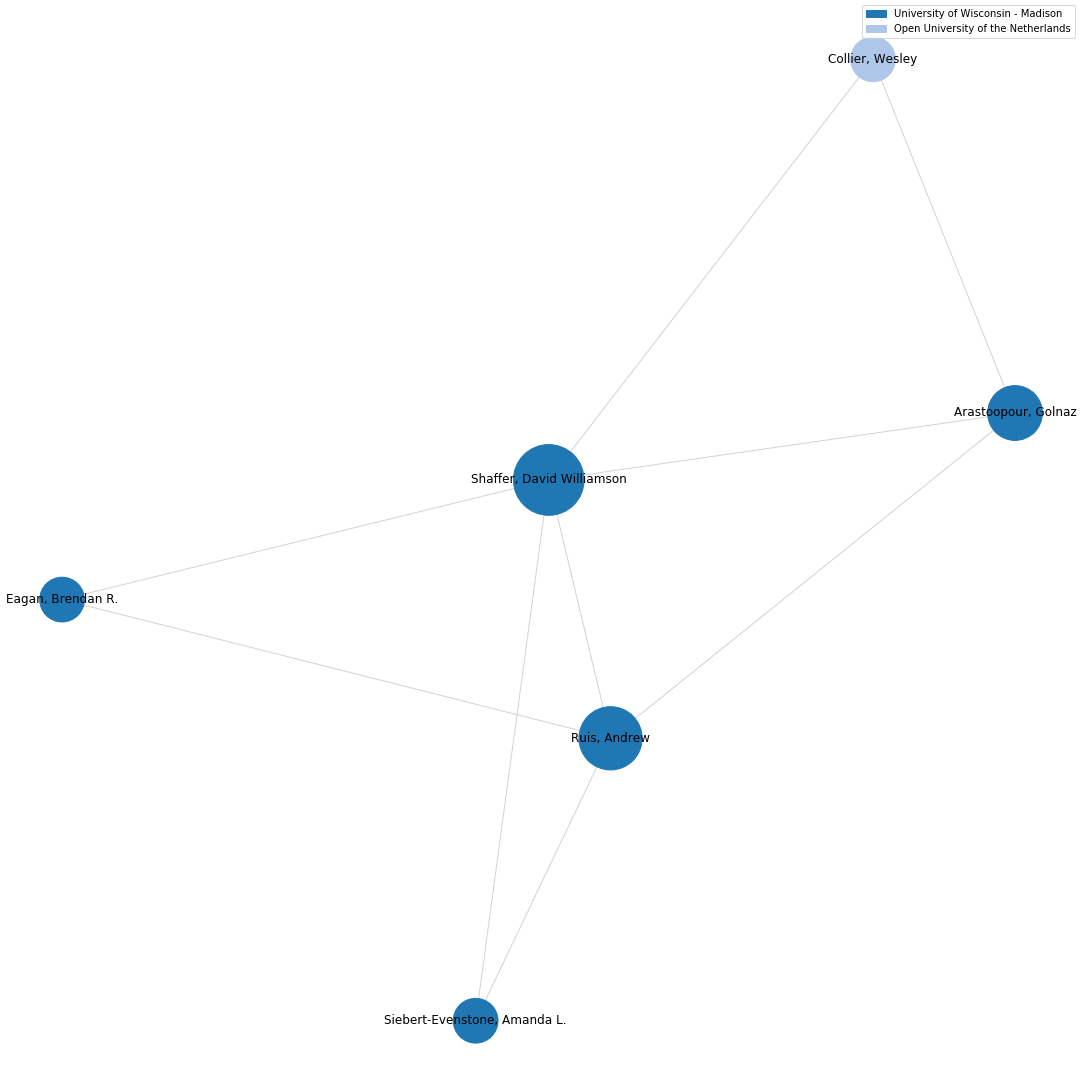 University of Wisconsin - Madison
Open University of the Netherlands
Collier, Wesley
Arastoopour, Golnaz
Shaffer, David Williamson
Eagan, Brendan R.
Ruis, Andrew
Siebert-Evenstone, Amanda L.